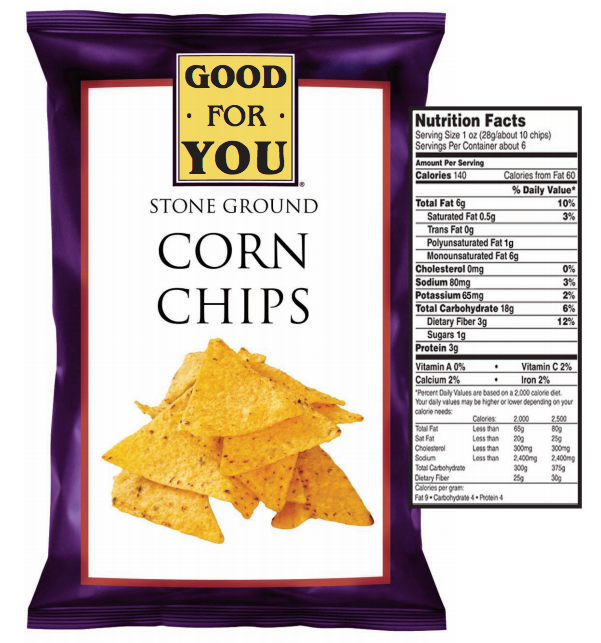 GOOD
· FOR ·
YOU
®
STONE GROUND
CORN
CHIPS
Nutrition Facts
Serving Size 1 oz (28g/about 10 chips)
Servings Per Container about 6
Amount Per Serving
Calories 140 Calories from Fat 60
% Daily Value*
Total Fat 6g 10%
Saturated Fat 0.5g 3%
Trans Fat 0g
Polyunsaturated Fat 1g
Monounsaturated Fat 6g
Cholesterol 0mg 0%
Sodium 80mg 3%
Potassium 65mg 2%
Total Carbohydrate 18g 6%
Dietary Fiber 3g 12%
Sugars 1g
Protein 3g
Vitamin A 0% • Vitamin C 2%
Calcium 2% • Iron 2%
*Percent Daily Values are based on a 2,000 calorie diet.
Your daily values may be higher or lower depending on your
calorie needs:
Calories: 2,000 2,500
Total Fat Less than 65g 80g
Sat Fat Less than 20g 25g
Cholesterol Less than 300mg 300mg
Sodium Less than 2,400mg 2,400mg
Total Carbohydrate 300g 375g
Dietary Fiber 25g 30g
Calories per gram:
Fat 9 • Carbohydrate 4 • Protein 4